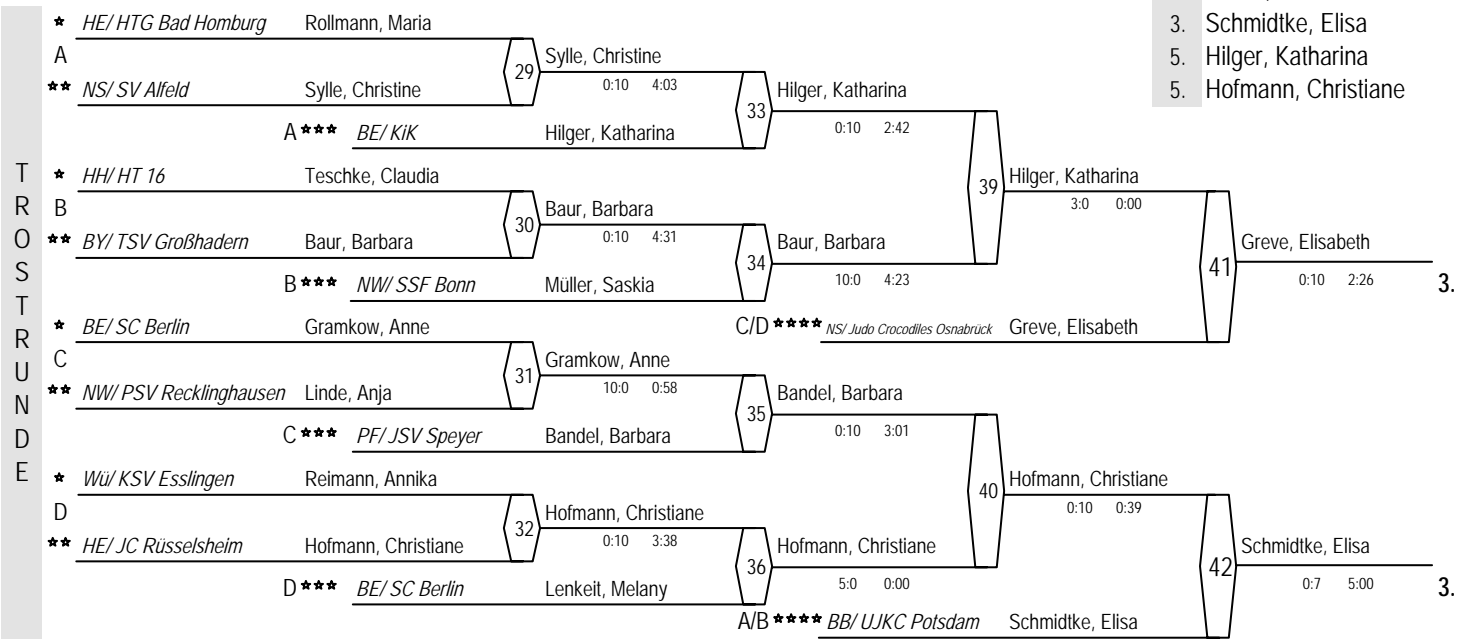 3. Schmidtke, Elisa
5. Hilger, Katharina
5. Hofmann, Christiane
TROSTRUNDE
* HE/ HTG Bad Homburg Rollmann, Maria
A
29 Sylle, Christine
0:10 4:03
** NS/ SV Alfeld Sylle, Christine
33 Hilger, Katharina
0:10 2:42
A *** BE/ KiK Hilger, Katharina
* HH/ HT 16 Teschke, Claudia
39 Hilger, Katharina
3:0 0:00
B
30 Baur, Barbara
0:10 4:31
** BY/ TSV Großhadern Baur, Barbara
34 Baur, Barbara
10:0 4:23
41 Greve, Elisabeth
0:10 2:26 3.
B *** NW/ SSF Bonn Müller, Saskia
* BE/ SC Berlin Gramkow, Anne
C/D **** NS/ Judo Crocodiles Osnabrück Greve, Elisabeth
C
31 Gramkow, Anne
10:0 0:58
** NW/ PSV Recklinghausen Linde, Anja
35 Bandel, Barbara
0:10 3:01
C *** PF/ JSV Speyer Bandel, Barbara
* Wü/ KSV Esslingen Reimann, Annika
40 Hofmann, Christiane
0:10 0:39
D
32 Hofmann, Christiane
0:10 3:38
** HE/ JC Rüsselsheim Hofmann, Christiane
36 Hofmann, Christiane
5:0 0:00
42 Schmidtke, Elisa
0:7 5:00 3.
D *** BE/ SC Berlin Lenkeit, Melany
A/B **** BB/ UJKC Potsdam Schmidtke, Elisa